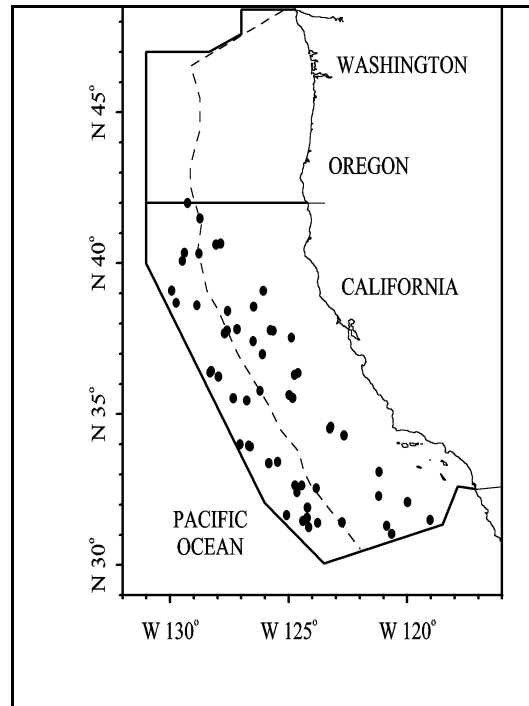 WASHINGTON
N 45°
OREGON
N 40°
CALIFORNIA
N 35°
PACIFIC
OCEAN
N 30°
W 130°
W 125°
W 120°